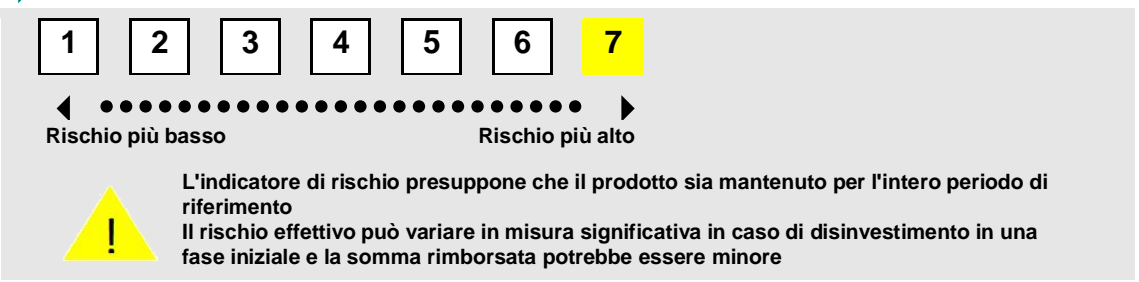 1 2 3 4 5 6 7
Rischio più basso Rischio più alto
L'indicatore di rischio presuppone che il prodotto sia mantenuto per l'intero periodo di
riferimento
Il rischio effettivo può variare in misura significativa in caso di disinvestimento in una
fase iniziale e la somma rimborsata potrebbe essere minore
!